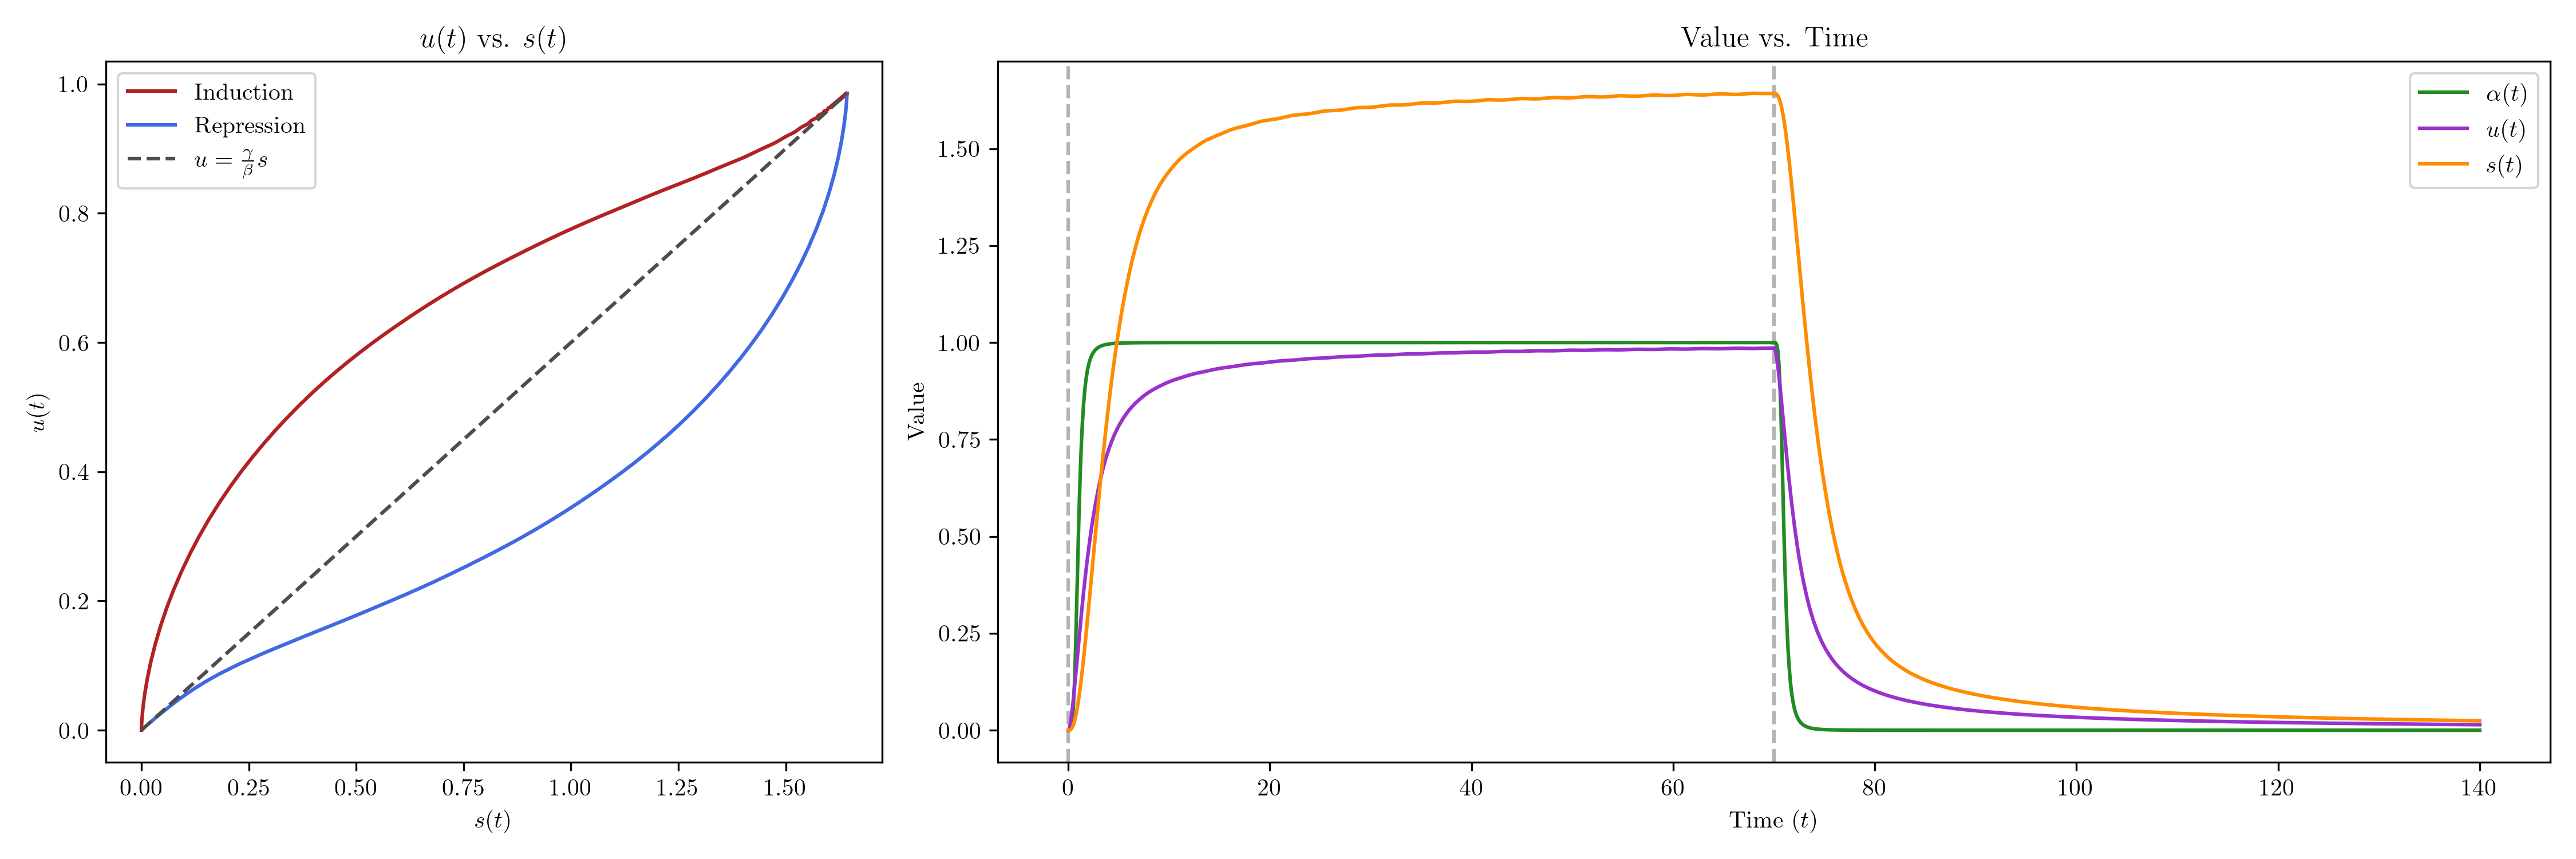 u(t) vs. s(t)
Induction
Repression
u = γ/β s
1.0
0.8
0.6
0.4
0.2
0.0
u(t)
0.00 0.25 0.50 0.75 1.00 1.25 1.50
s(t)
Value vs. Time
α(t)
u(t)
s(t)
1.50
1.25
1.00
0.75
0.50
0.25
0.00
Value
0 20 40 60 80 100 120 140
Time (t)